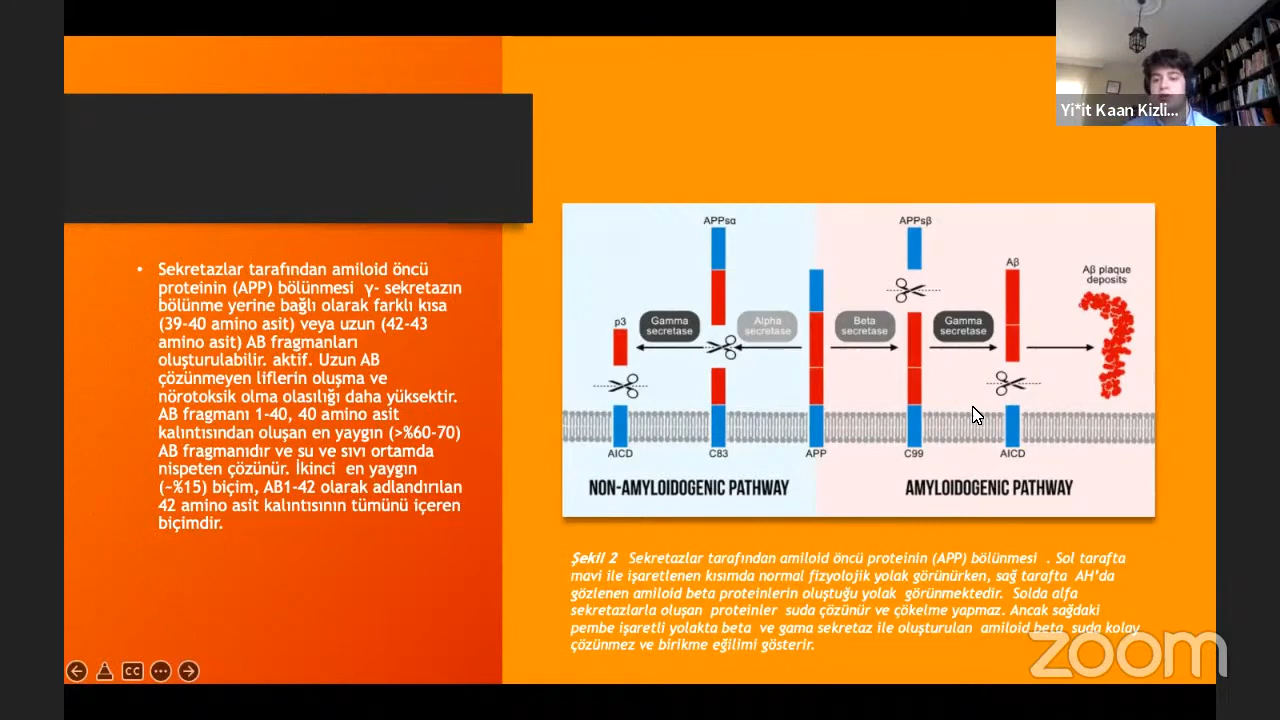 Yi*it Kaan Kizli...
• Sekretazlar tarafından amiloid öncü
proteinin (APP) bölünmesi γ- sekretazın
bölünme yerine bağlı olarak farklı kısa
(39-40 amino asit) veya uzun (42-43
amino asit) AB fragmanları
oluşturulabilir. aktif. Uzun AB
çözünmeyen liflerin oluşma ve
nörotoksik olma olasılığı daha yüksektir.
AB fragmanı 1-40, 40 amino asit
kalıntısından oluşan en yaygın (>%60-70)
AB fragmanıdır ve su ve sıvı ortamda
nispeten çözünür. İkinci en yaygın
(~%15) biçim, AB1-42 olarak adlandırılan
42 amino asit kalıntısının tümünü içeren
biçimdir.
APPsα
APPsβ
Aβ
Aβ plaque
deposits
p3
Gamma
secretase
Alpha
secretase
Beta
secretase
Gamma
secretase
AICD
C83
APP
C99
AICD
NON-AMYLOIDOGENIC PATHWAY
AMYLOIDOGENIC PATHWAY
Şekil 2 Sekretazlar tarafından amiloid öncü proteinin (APP) bölünmesi . Sol tarafta
mavi ile işaretlenen kısımda normal fizyolojik yolak görünürken, sağ tarafta AH’da
gözlenen amiloid beta proteinlerin oluştuğu yolak görünmektedir. Solda alfa
sekretazlarla oluşan proteinler suda çözünür ve çökelme yapmaz. Ancak sağdaki
pembe işaretli yolakta beta ve gama sekretaz ile oluşturulan amiloid beta suda kolay
çözünmez ve birikme eğilimi gösterir.
CC
zoom